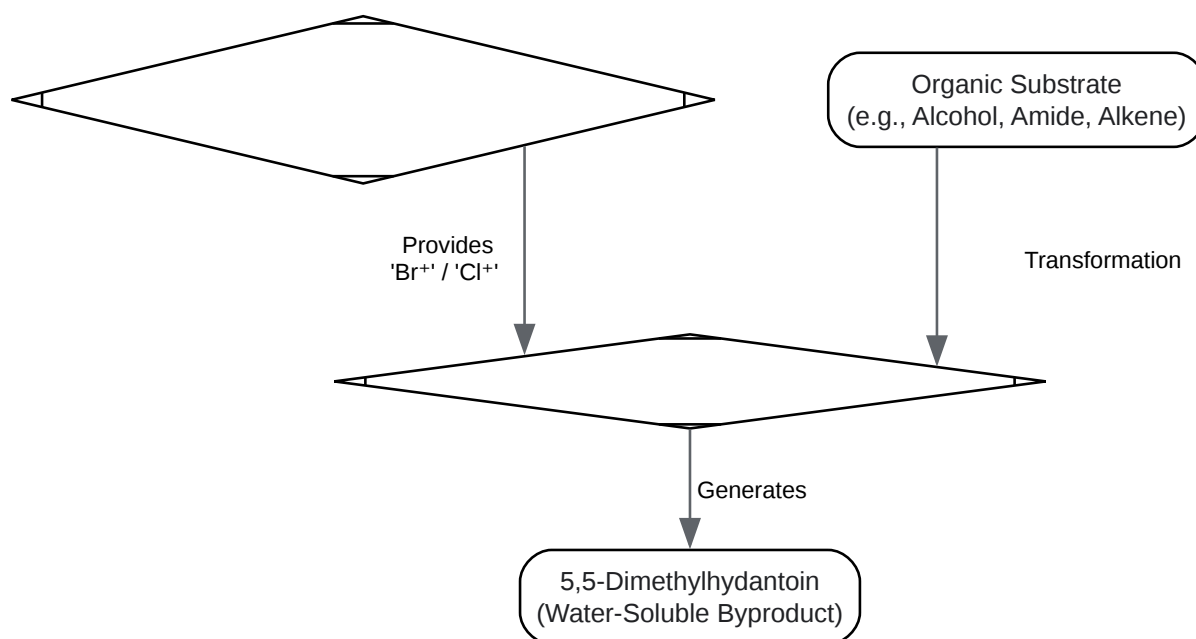 Organic Substrate
(e.g., Alcohol, Amide, Alkene)
Provides
'Br⁺' / 'Cl⁺'
Transformation
Generates
5,5-Dimethylhydantoin
(Water-Soluble Byproduct)